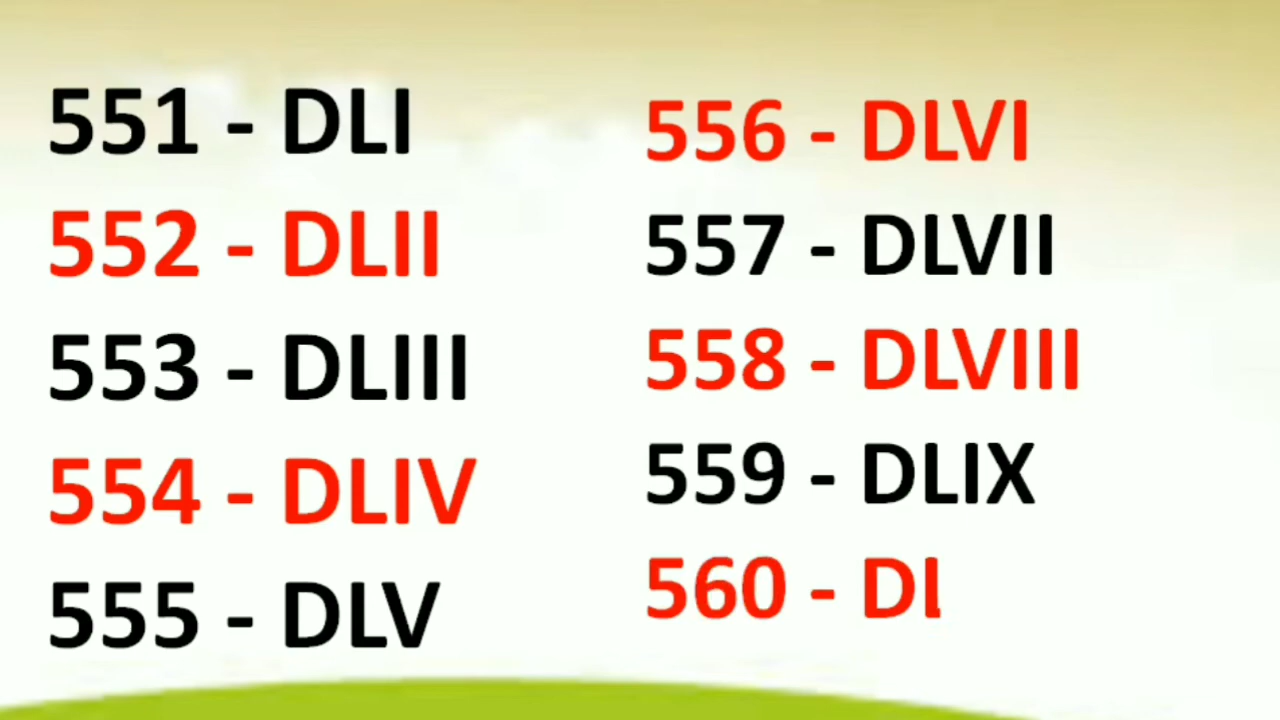 551 - DLI
552 - DLII
553 - DLIII
554 - DLIV
555 - DLV
556 - DLVI
557 - DLVII
558 - DLVIII
559 - DLIX
560 - D